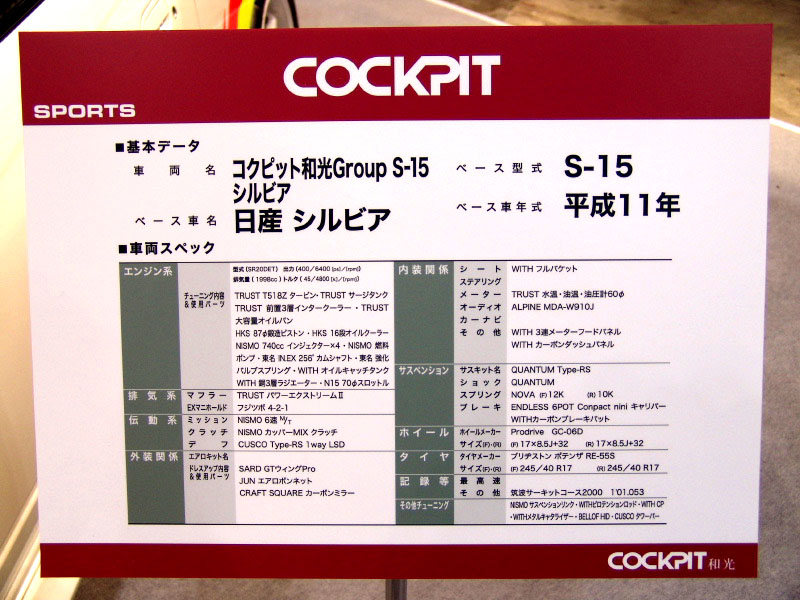 COCKPIT
SPORTS
■基本データ
車両名 コクピット和光Group S-15
シルビア
ベース型式 S-15
ベース車名 日産 シルビア
ベース車年式 平成11年
■車両スペック
エンジン系 型式(SR20DET) 出力(400/6400[ps]/[rpm])
排気量(1998cc)トルク(45/4800[k]/[rpm])
チューニング内容
&使用パーツ
TRUST T518Z タービン・TRUST サージタンク
TRUST 前置3層インタークーラー・TRUST
大容量オイルパン
HKS 87φ鍛造ピストン・HKS 16段オイルクーラー
NISMO 740cc インジェクター×4・NISMO 燃料
ポンプ・東名 IN.EX 256°カムシャフト・東名 強化
バルブスプリング・WITH オイルキャッチタンク
WITH 銅3層ラジエーター・N15 70φスロットル
排気系 マフラー TRUST パワーエクストリームⅡ
EXマニホールド フジツボ 4-2-1
伝動系 ミッション NISMO 6速 M/T
クラッチ NISMO カッパーMIX クラッチ
デフ CUSCO Type-RS 1way LSD
外装関係 エアロキット名
ドレスアップ内容
&使用パーツ
SARD GTウィングPro
JUN エアロボンネット
CRAFT SQUARE カーボンミラー
内装関係 シート WITH フルバケット
ステアリング
メーター TRUST 水温・油温・油圧計60φ
オーディオ ALPINE MDA-W910J
カーナビ
その他 WITH 3連メーターフードパネル
WITH カーボンダッシュパネル
サスペンション サスキット名 QUANTUM Type-RS
ショック QUANTUM
スプリング NOVA (F)12K (R)10K
ブレーキ ENDLESS 6POT Conpact nini キャリパー
WITHカーボンブレーキパット
ホイール ホイールメーカー Prodrive GC-06D
サイズ(F)・(R) (F)17×8.5J+32 (R)17×8.5J+32
タイヤ タイヤメーカー ブリヂストン ポテンザ RE-55S
サイズ(F)・(R) (F)245/40 R17 (R)245/40 R17
記録等 最高速
その他 筑波サーキットコース2000 1'01.053
その他チューニング NISMO サスペンションリンク・WITHピロテンションロッド・WITH CP
・WITHメタルキャタライザー・BELLOF HID・CUSCO タワーバー
COCKPIT和光